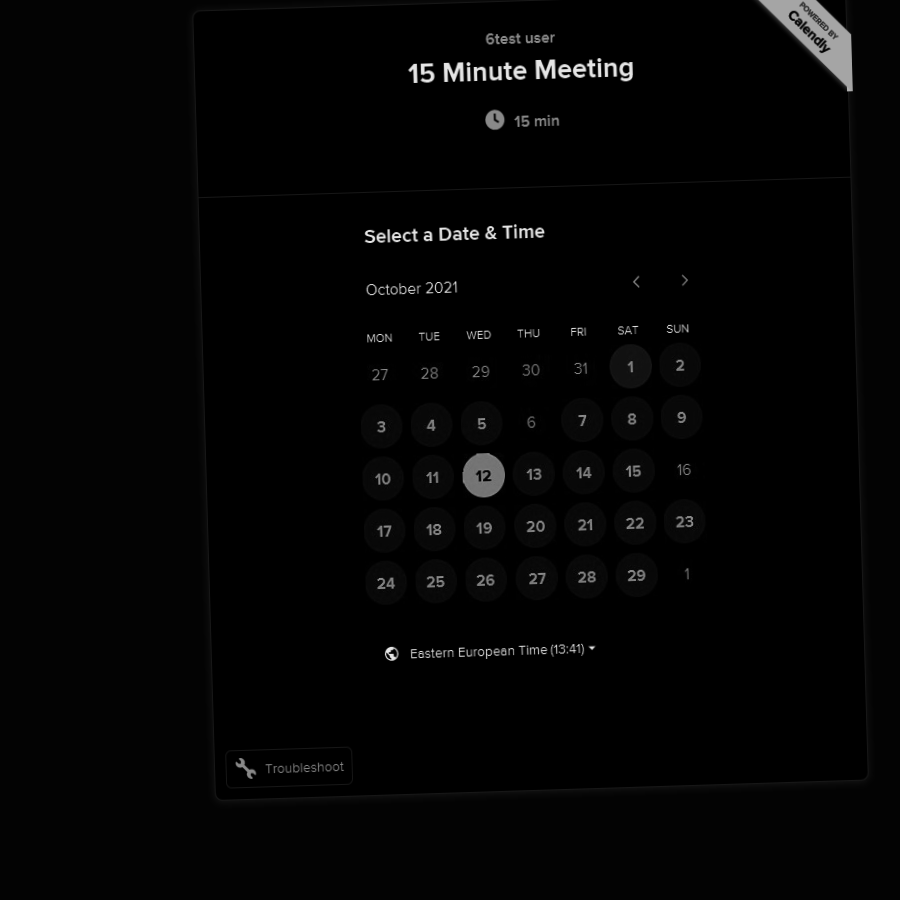 POWERED BY
Calendly
6test user
15 Minute Meeting
15 min
Select a Date & Time
October 2021
MON TUE WED THU FRI SAT SUN
27 28 29 30 31 1 2
3 4 5 6 7 8 9
10 11 12 13 14 15 16
17 18 19 20 21 22 23
24 25 26 27 28 29 1
Eastern European Time (13:41)
Troubleshoot